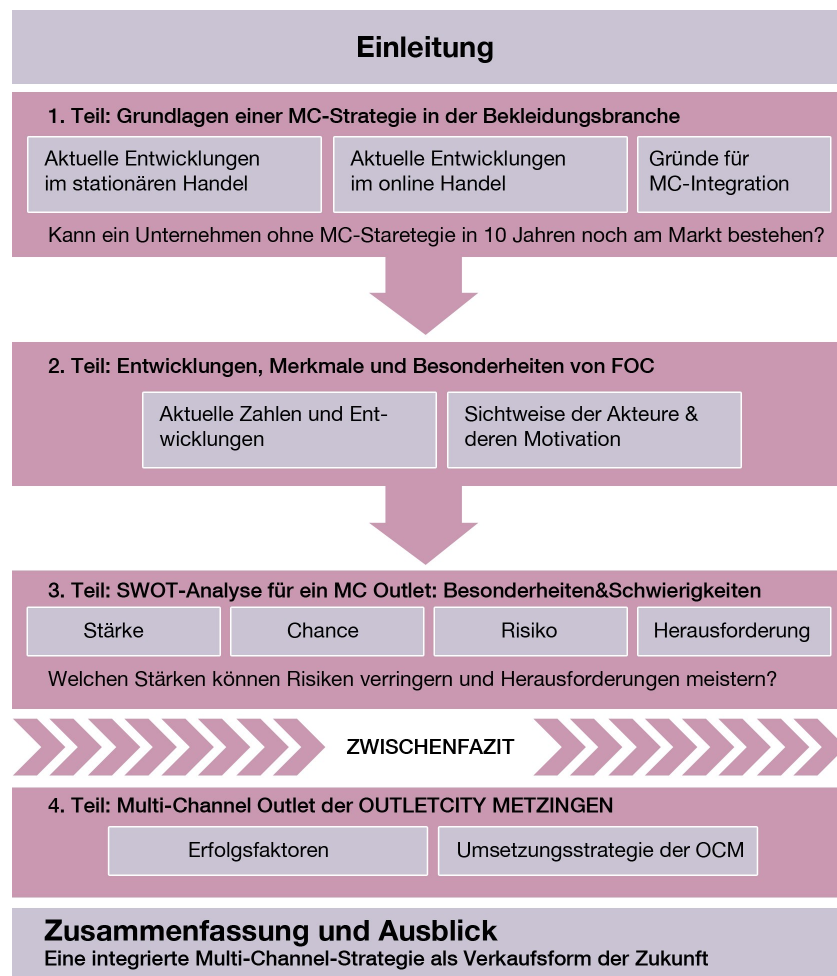 Einleitung
1. Teil: Grundlagen einer MC-Strategie in der Bekleidungsbranche
Aktuelle Entwicklungen
im stationären Handel
Aktuelle Entwicklungen
im online Handel
Gründe für
MC-Integration
Kann ein Unternehmen ohne MC-Staretegie in 10 Jahren noch am Markt bestehen?
2. Teil: Entwicklungen, Merkmale und Besonderheiten von FOC
Aktuelle Zahlen und Ent-
wicklungen
Sichtweise der Akteure &
deren Motivation
3. Teil: SWOT-Analyse für ein MC Outlet: Besonderheiten&Schwierigkeiten
Stärke
Chance
Risiko
Herausforderung
Welchen Stärken können Risiken verringern und Herausforderungen meistern?
ZWISCHENFAZIT
4. Teil: Multi-Channel Outlet der OUTLETCITY METZINGEN
Erfolgsfaktoren
Umsetzungsstrategie der OCM
Zusammenfassung und Ausblick
Eine integrierte Multi-Channel-Strategie als Verkaufsform der Zukunft